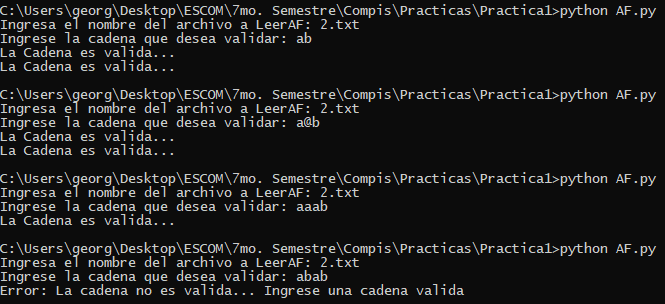 C:\Users\georg\Desktop\ESCOM\7mo. Semestre\Compis\Practicas\Practica1>python AF.py
Ingresa el nombre del archivo a LeerAF: 2.txt
Ingrese la cadena que desea validar: ab
La Cadena es valida...
La Cadena es valida...
C:\Users\georg\Desktop\ESCOM\7mo. Semestre\Compis\Practicas\Practica1>python AF.py
Ingresa el nombre del archivo a LeerAF: 2.txt
Ingrese la cadena que desea validar: a@b
La Cadena es valida...
La Cadena es valida...
C:\Users\georg\Desktop\ESCOM\7mo. Semestre\Compis\Practicas\Practica1>python AF.py
Ingresa el nombre del archivo a LeerAF: 2.txt
Ingrese la cadena que desea validar: aaab
La Cadena es valida...
C:\Users\georg\Desktop\ESCOM\7mo. Semestre\Compis\Practicas\Practica1>python AF.py
Ingresa el nombre del archivo a LeerAF: 2.txt
Ingrese la cadena que desea validar: abab
Error: La cadena no es valida... Ingrese una cadena valida